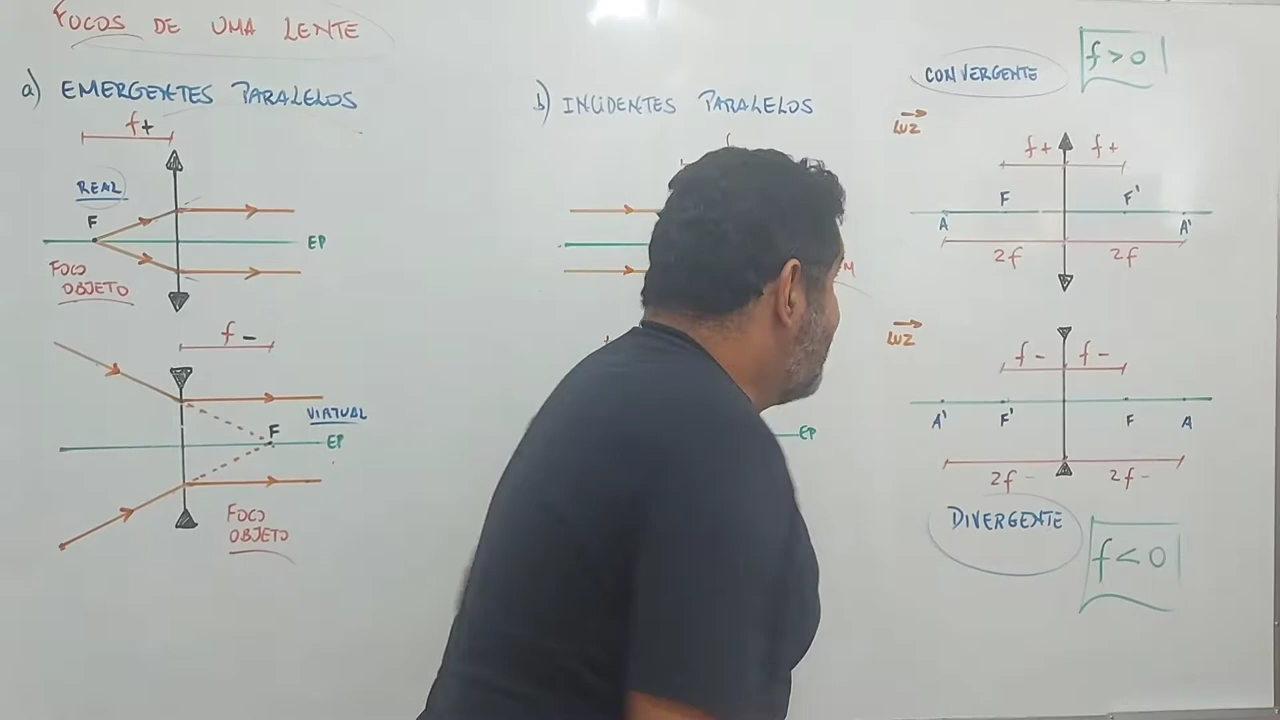 FOCOS DE UMA LENTE
a) EMERGENTES PARALELOS
f+
REAL
F
EP
FOCO
OBJETO
f -
VIRTUAL
F
EP
FOCO
OBJETO
b) INCIDENTES PARALELOS
EP
CONVERGENTE
f > 0
LUZ
f+ f+
F F'
A A'
2f 2f
LUZ
f - f -
A' F' F A
2f - 2f -
DIVERGENTE
f < 0